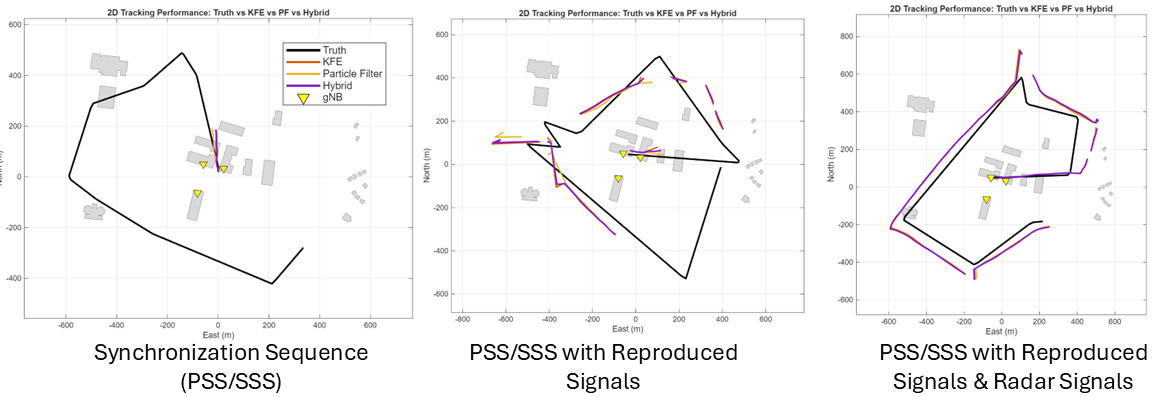 2D Tracking Performance: Truth vs KFE vs PF vs Hybrid
600
400
200
0
-200
-400
-600
-400
-200
0
200
400
600
East (m)
North (m)
Truth
KFE
Particle Filter
Hybrid
gNB
Synchronization Sequence
(PSS/SSS)
2D Tracking Performance: Truth vs KFE vs PF vs Hybrid
600
400
200
0
-200
-400
-600
-800
-600
-400
-200
0
200
400
600
East (m)
North (m)
PSS/SSS with Reproduced
Signals
2D Tracking Performance: Truth vs KFE vs PF vs Hybrid
800
600
400
200
0
-200
-400
-600
-600
-400
-200
0
200
400
600
East (m)
North (m)
PSS/SSS with Reproduced
Signals & Radar Signals